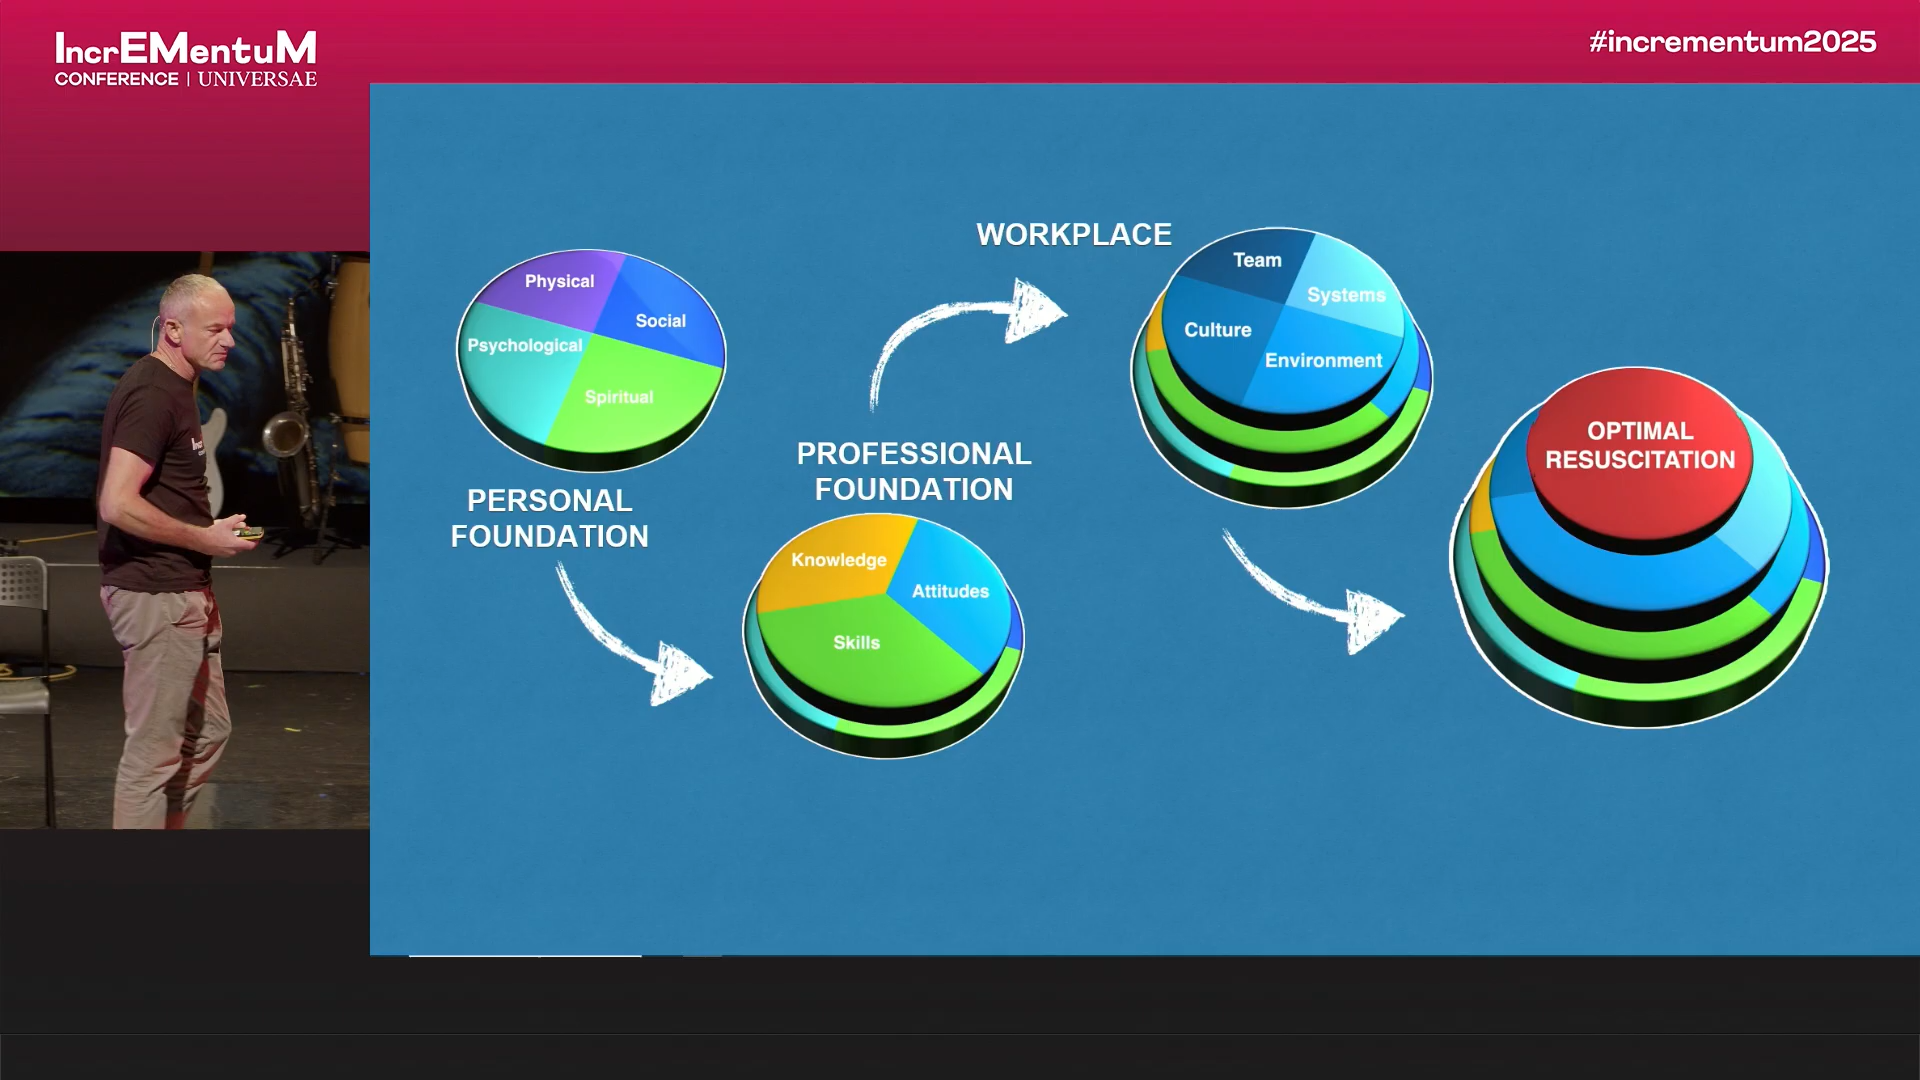 IncrEMentuM
CONFERENCE | UNIVERSAE
#incrementum2025
Physical
Social
Psychological
Spiritual
PERSONAL
FOUNDATION
PROFESSIONAL
FOUNDATION
Knowledge
Attitudes
Skills
WORKPLACE
Team
Systems
Culture
Environment
OPTIMAL
RESUSCITATION